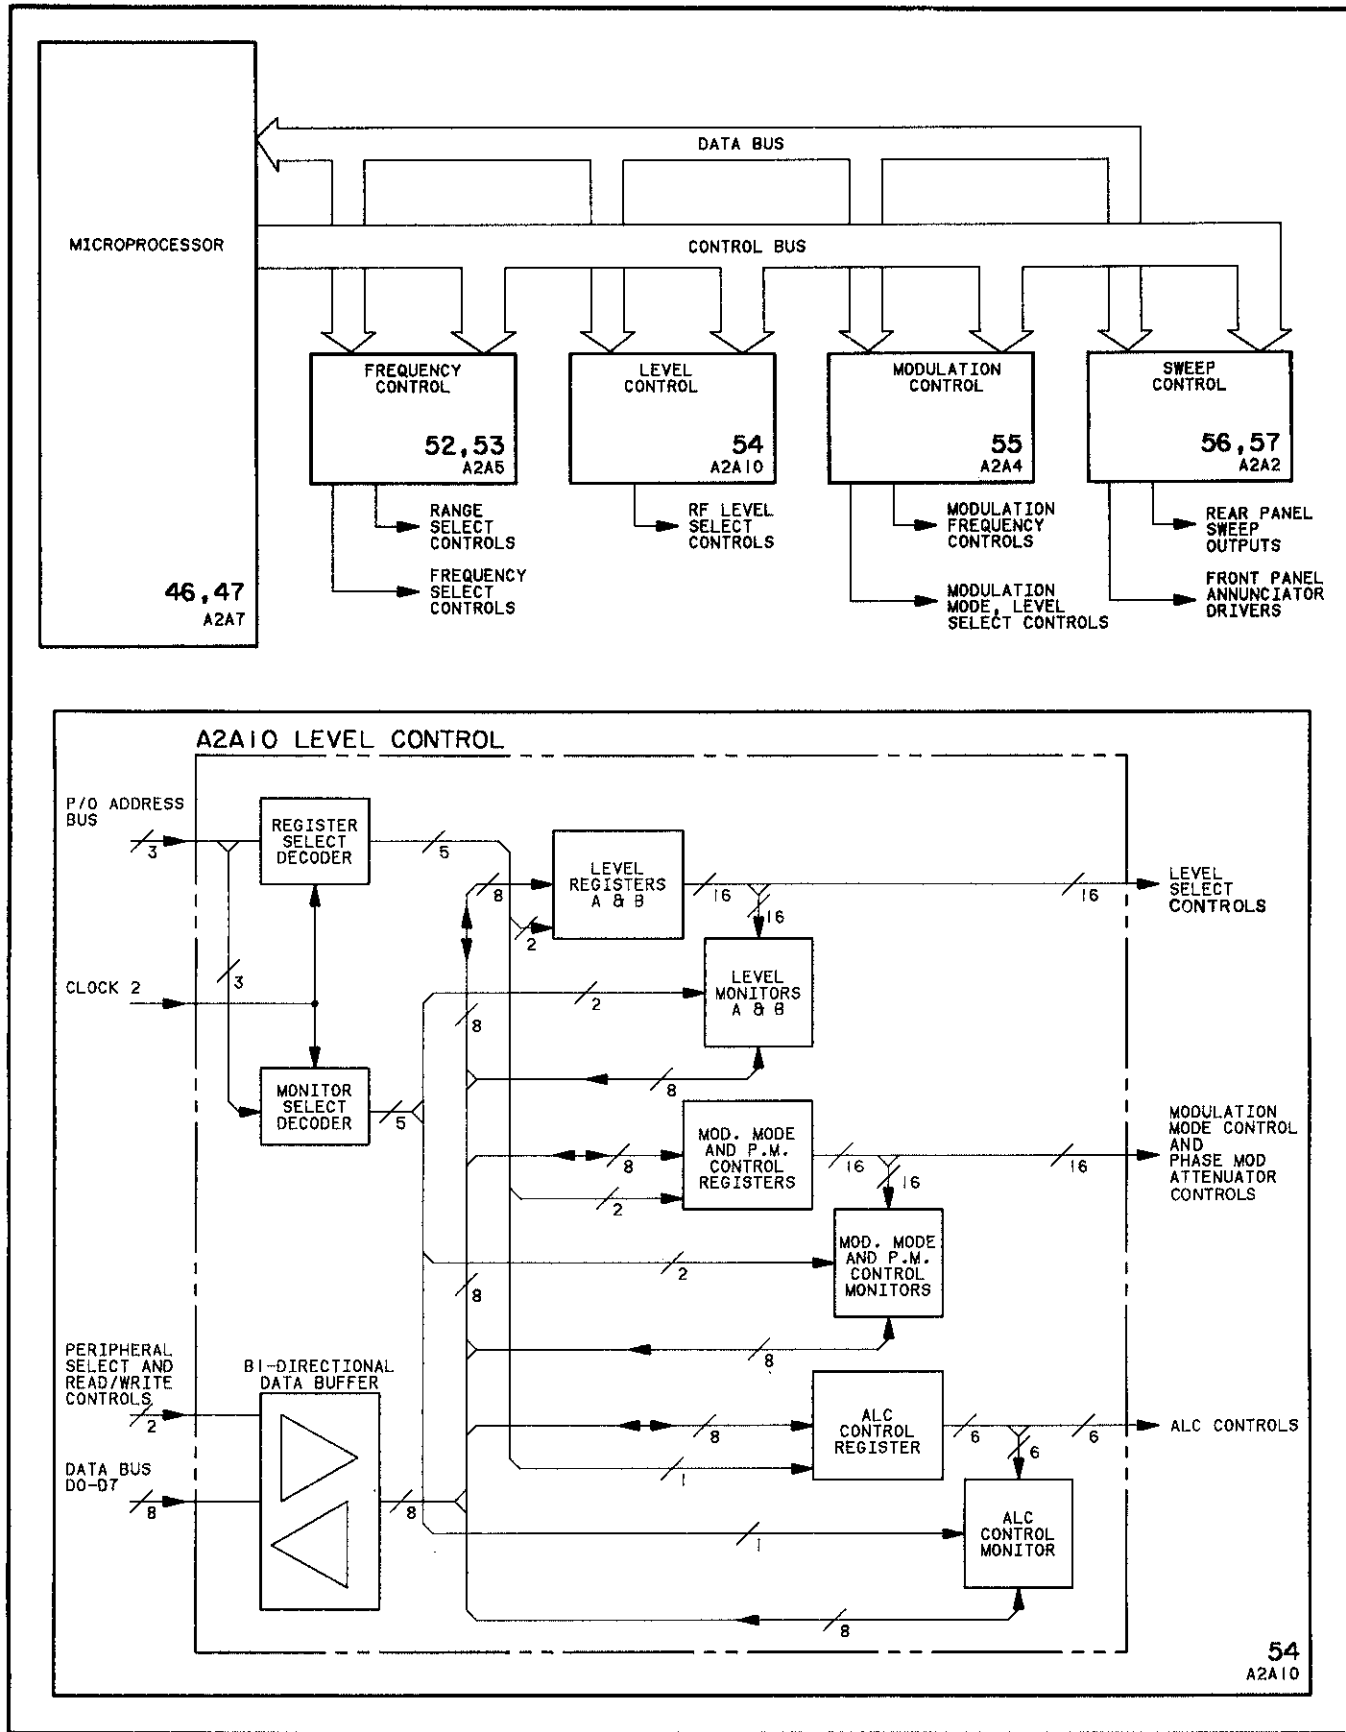 DATA BUS
MICROPROCESSOR
CONTROL BUS
FREQUENCY
CONTROL
52,53
A2A5
LEVEL
CONTROL
54
A2A10
MODULATION
CONTROL
55
A2A4
SWEEP
CONTROL
56,57
A2A2
46,47
A2A7
RANGE
SELECT
CONTROLS
FREQUENCY
SELECT
CONTROLS
RF LEVEL
SELECT
CONTROLS
MODULATION
FREQUENCY
CONTROLS
MODULATION
MODE, LEVEL
SELECT CONTROLS
REAR PANEL
SWEEP
OUTPUTS
FRONT PANEL
ANNUNCIATOR
DRIVERS
A2A10 LEVEL CONTROL
P/O ADDRESS
BUS
3
REGISTER
SELECT
DECODER
5
8
2
LEVEL
REGISTERS
A & B
16
16
16
LEVEL
SELECT
CONTROLS
3
CLOCK 2
2
8
LEVEL
MONITORS
A & B
8
MONITOR
SELECT
DECODER
5
8
2
MOD. MODE
AND P.M.
CONTROL
REGISTERS
16
16
16
MODULATION
MODE CONTROL
AND
PHASE MOD
ATTENUATOR
CONTROLS
2
8
MOD. MODE
AND P.M.
CONTROL
MONITORS
8
PERIPHERAL
SELECT AND
READ/WRITE
CONTROLS
2
BI-DIRECTIONAL
DATA BUFFER
DATA BUS
D0-D7
8
8
8
1
ALC
CONTROL
REGISTER
6
6
6
ALC CONTROLS
1
ALC
CONTROL
MONITOR
8
54
A2A10